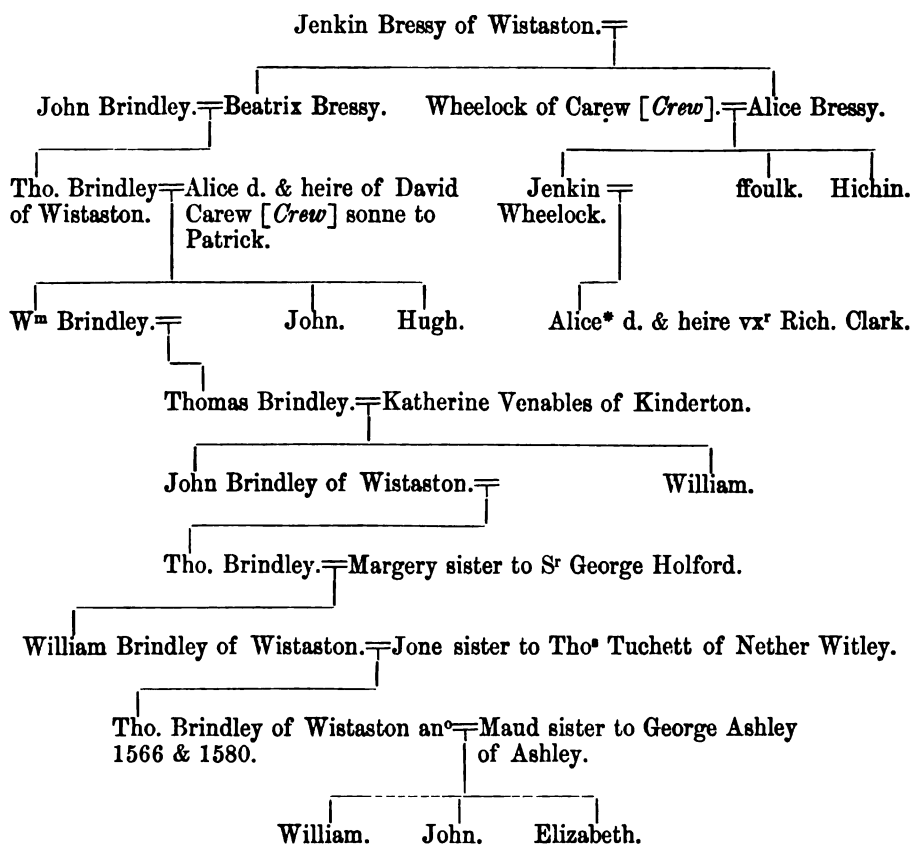 Jenkin Bressy of Wistaston.
John Brindley. Beatrix Bressy. Wheelock of Carew [Crew]. Alice Bressy.
Tho. Brindley Alice d. & heire of David Jenkin ffoulk. Hichin.
of Wistaston. Carew [Crew] sonne to Wheelock.
Patrick.
Wᵐ Brindley. John. Hugh. Alice* d. & heire vxʳ Rich. Clark.
Thomas Brindley. Katherine Venables of Kinderton.
John Brindley of Wistaston. William.
Tho. Brindley. Margery sister to Sʳ George Holford.
William Brindley of Wistaston. Jone sister to Thoˢ Tuchett of Nether Witley.
Tho. Brindley of Wistaston anº Maud sister to George Ashley
1566 & 1580. of Ashley.
William. John. Elizabeth.